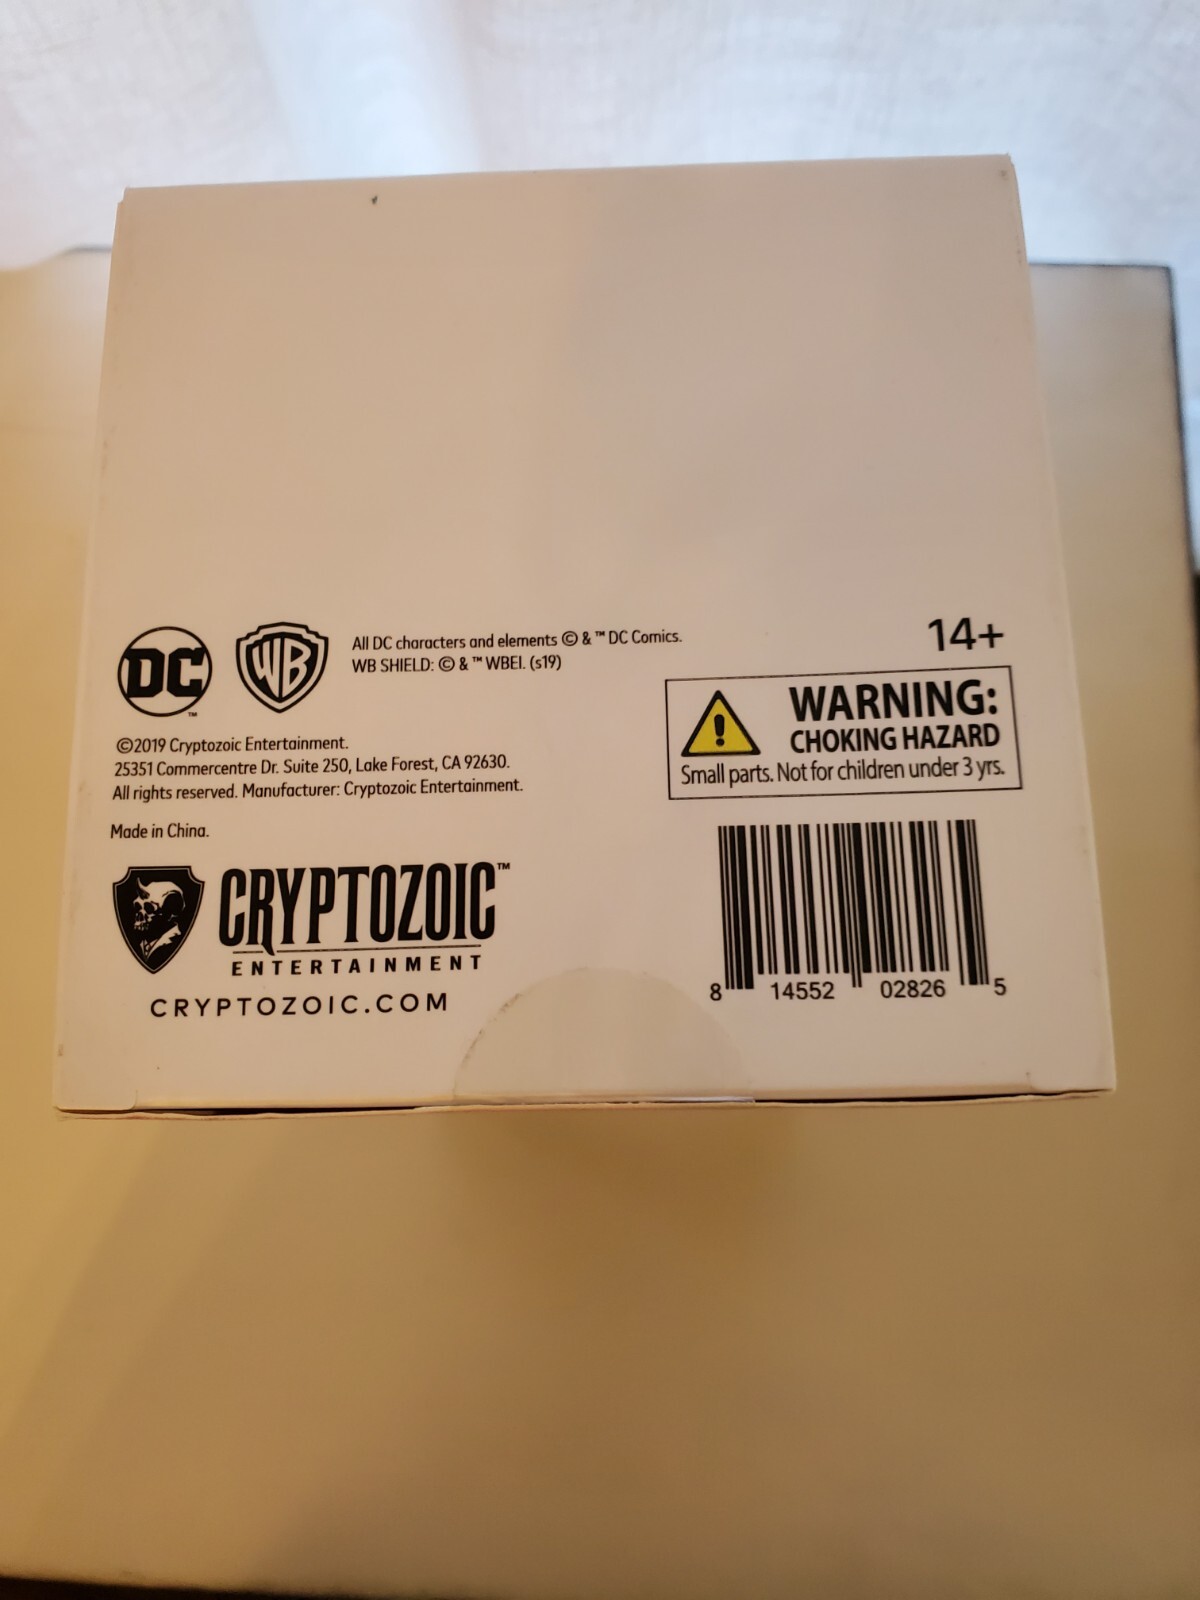 DC™
WB
All DC characters and elements © & ™ DC Comics.
WB SHIELD: © & ™ WBEI. (s19)
©2019 Cryptozoic Entertainment.
25351 Commercentre Dr. Suite 250, Lake Forest, CA 92630.
All rights reserved. Manufacturer: Cryptozoic Entertainment.
Made in China.
CRYPTOZOIC™
ENTERTAINMENT
CRYPTOZOIC.COM
14+
WARNING:
CHOKING HAZARD
Small parts. Not for children under 3 yrs.
8 14552 02826 5